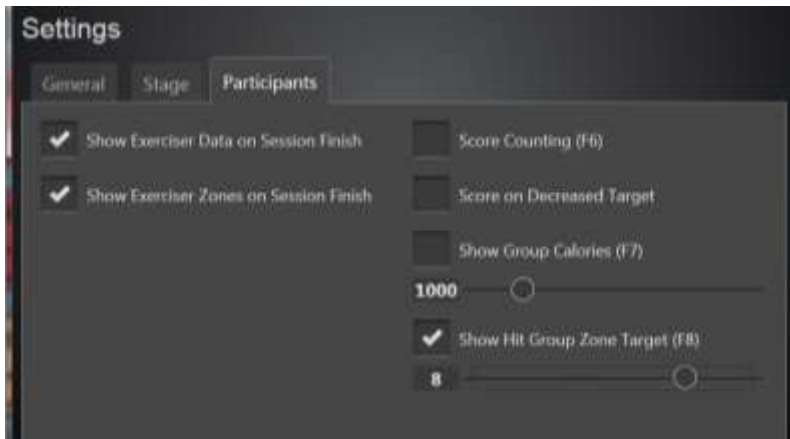 Settings
General Stage Participants
Show Exerciser Data on Session Finish
Show Exerciser Zones on Session Finish
Score Counting (F6)
Score on Decreased Target
Show Group Calories (F7)
1000
Show Hit Group Zone Target (F8)
8